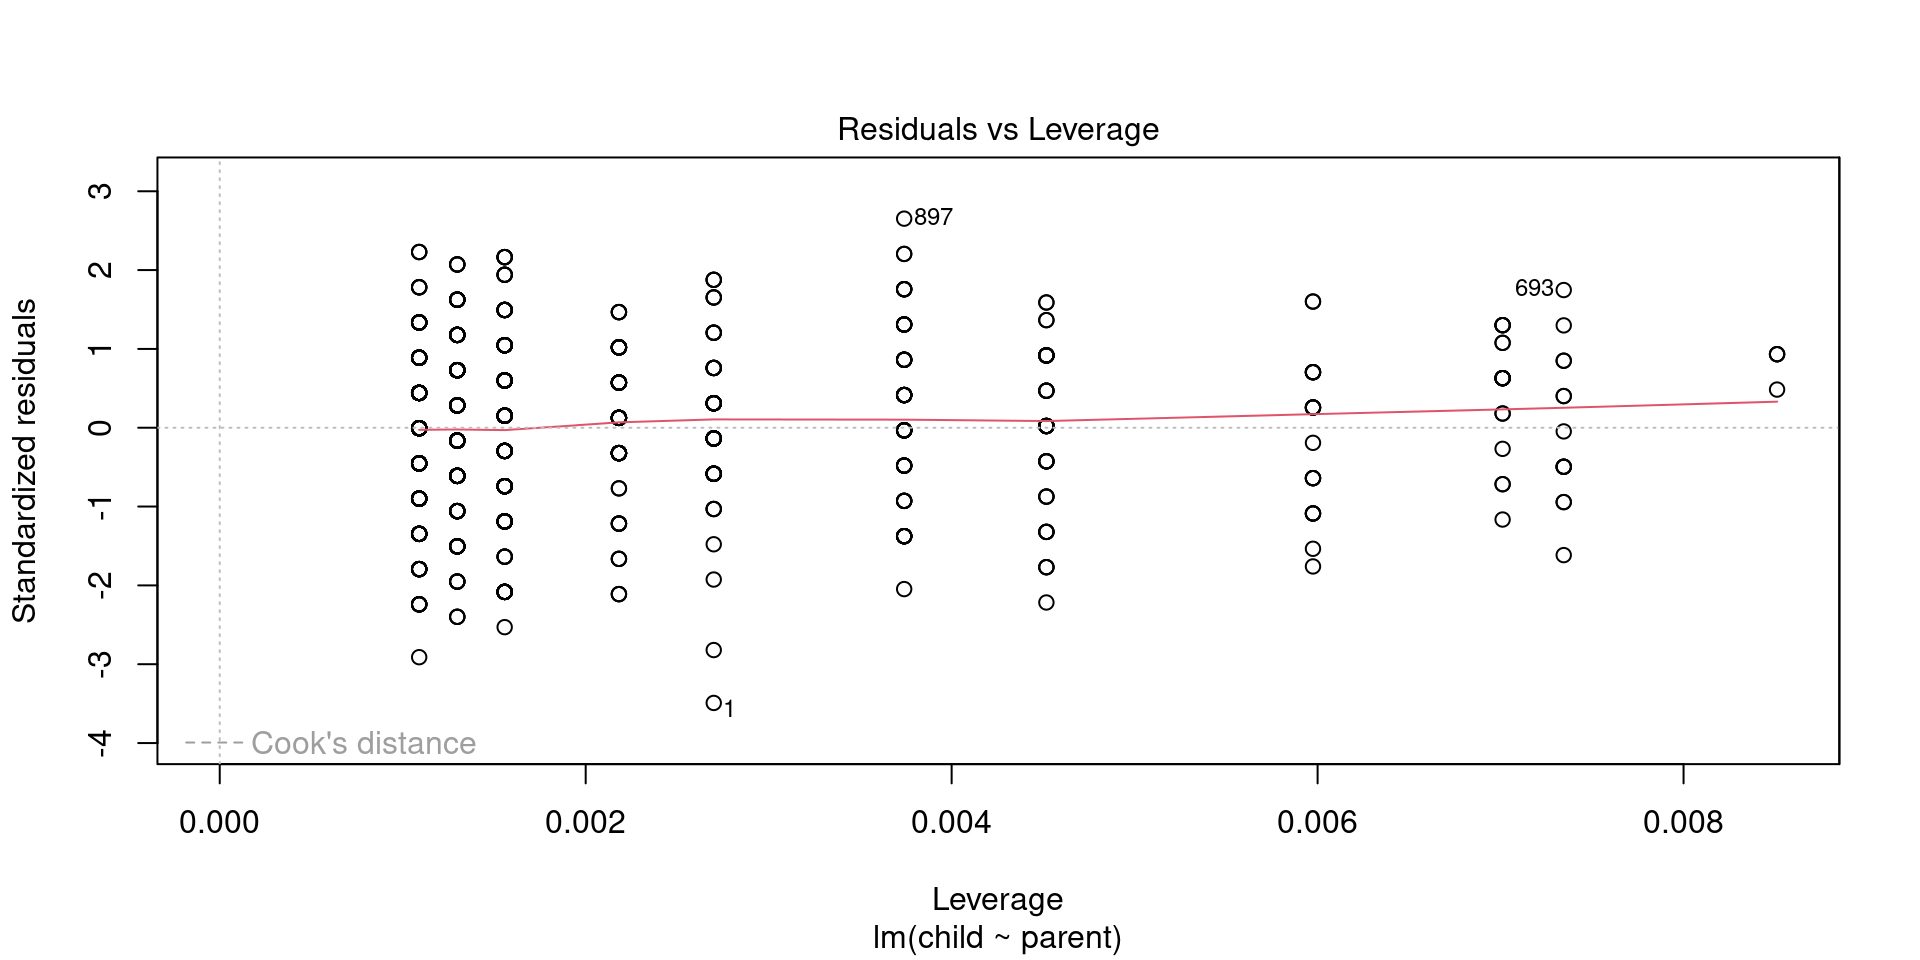 Residuals vs Leverage
Standardized residuals
3
2
1
0
-1
-2
-3
-4
897
693
1
Cook's distance
0.000 0.002 0.004 0.006 0.008
Leverage
lm(child ~ parent)